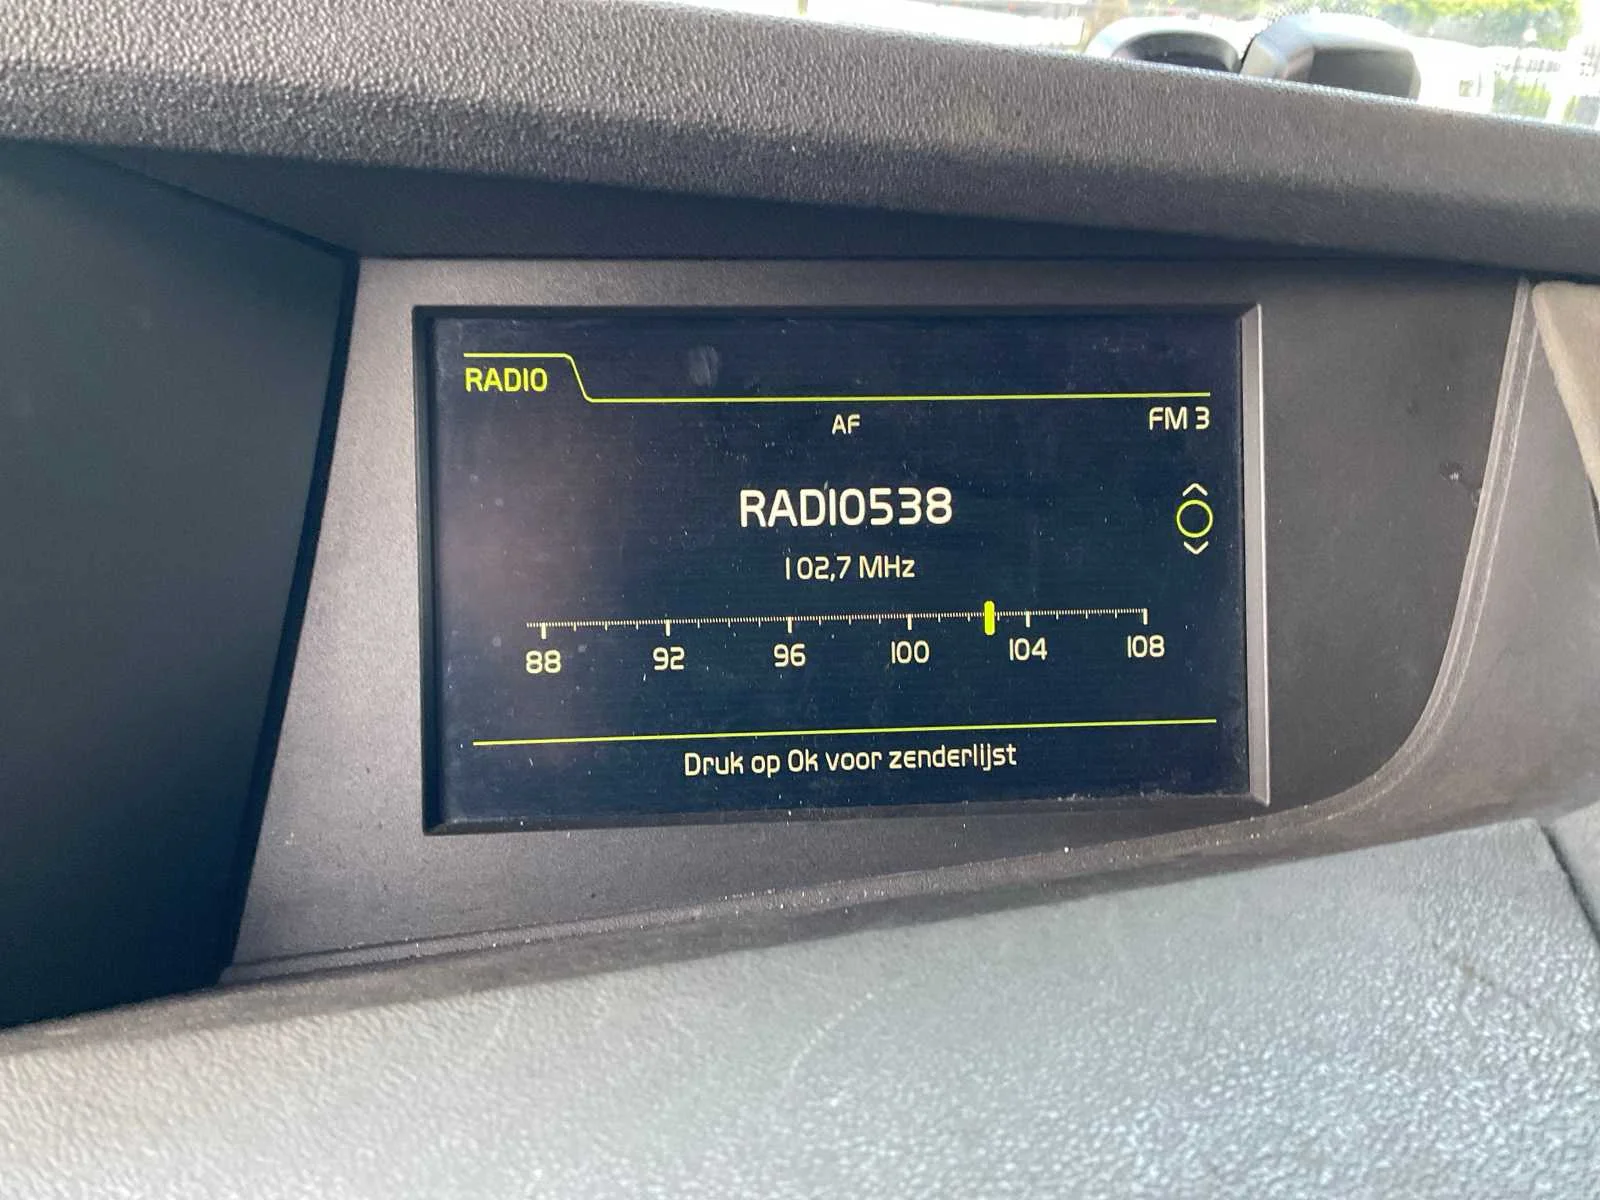 RADIO
AF
FM 3
RADIO538
102,7 MHz
88 92 96 100 104 108
Druk op Ok voor zenderlijst